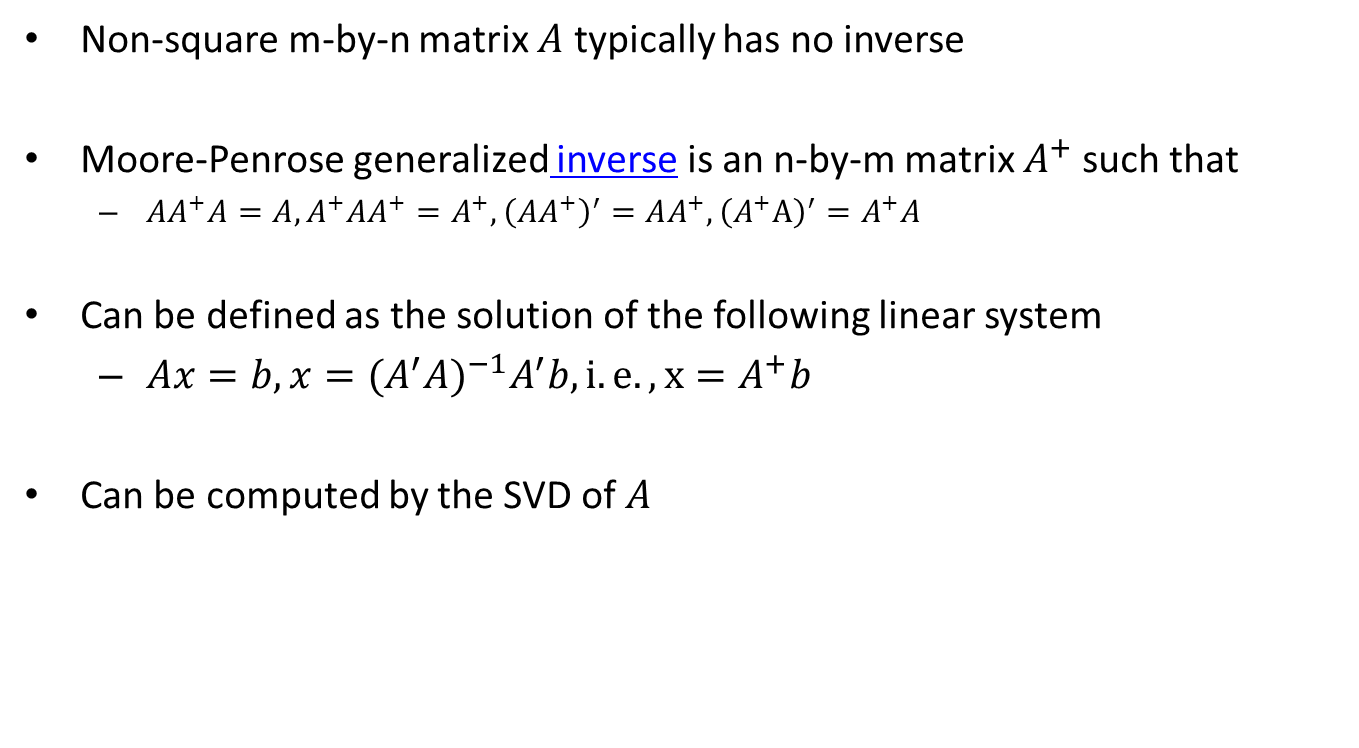 • Non-square m-by-n matrix 𝐴 typically has no inverse
• Moore-Penrose generalized inverse is an n-by-m matrix 𝐴⁺ such that
– 𝐴𝐴⁺𝐴 = 𝐴, 𝐴⁺𝐴𝐴⁺ = 𝐴⁺, (𝐴𝐴⁺)′ = 𝐴𝐴⁺, (𝐴⁺A)′ = 𝐴⁺𝐴
• Can be defined as the solution of the following linear system
– 𝐴𝑥 = 𝑏, 𝑥 = (𝐴′𝐴)⁻¹𝐴′𝑏, i.e., x = 𝐴⁺𝑏
• Can be computed by the SVD of 𝐴